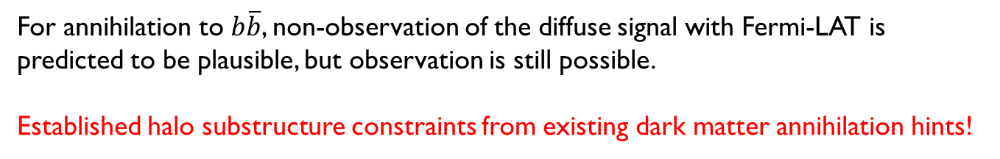 For annihilation to bb̄, non-observation of the diffuse signal with Fermi-LAT is
predicted to be plausible, but observation is still possible.
Established halo substructure constraints from existing dark matter annihilation hints!